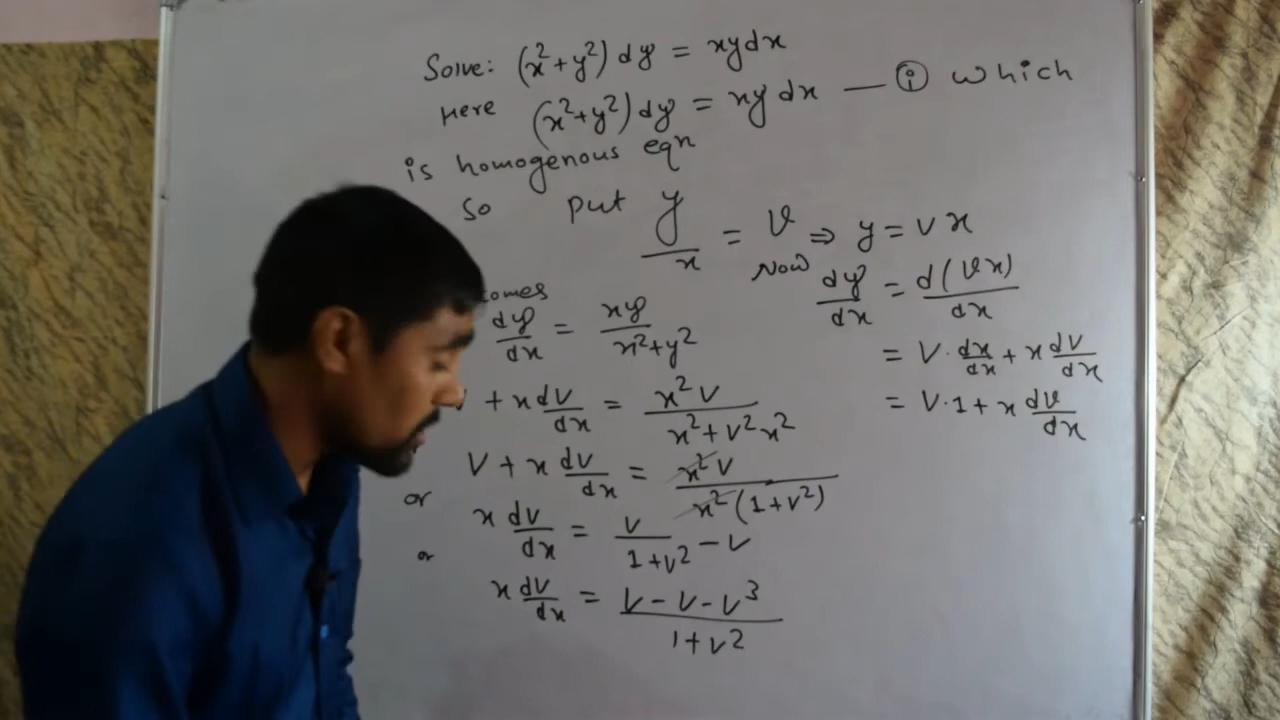 Solve: (x²+y²) dy = xydx
Here (x²+y²) dy = xy dx — ⓘ which
is homogenous eqn
So put y/x = v ⇒ y = vx
Now dy/dx = d(vx)/dx
= v·dx/dx + x dv/dx
= v·1 + x dv/dx
dy/dx = xy/x²+y²
+ x dv/dx = x²v/x²+v²x²
or v + x dv/dx = x²v/x²(1+v²)
or x dv/dx = v/1+v² - v
x dv/dx = v-v-v³/1+v²